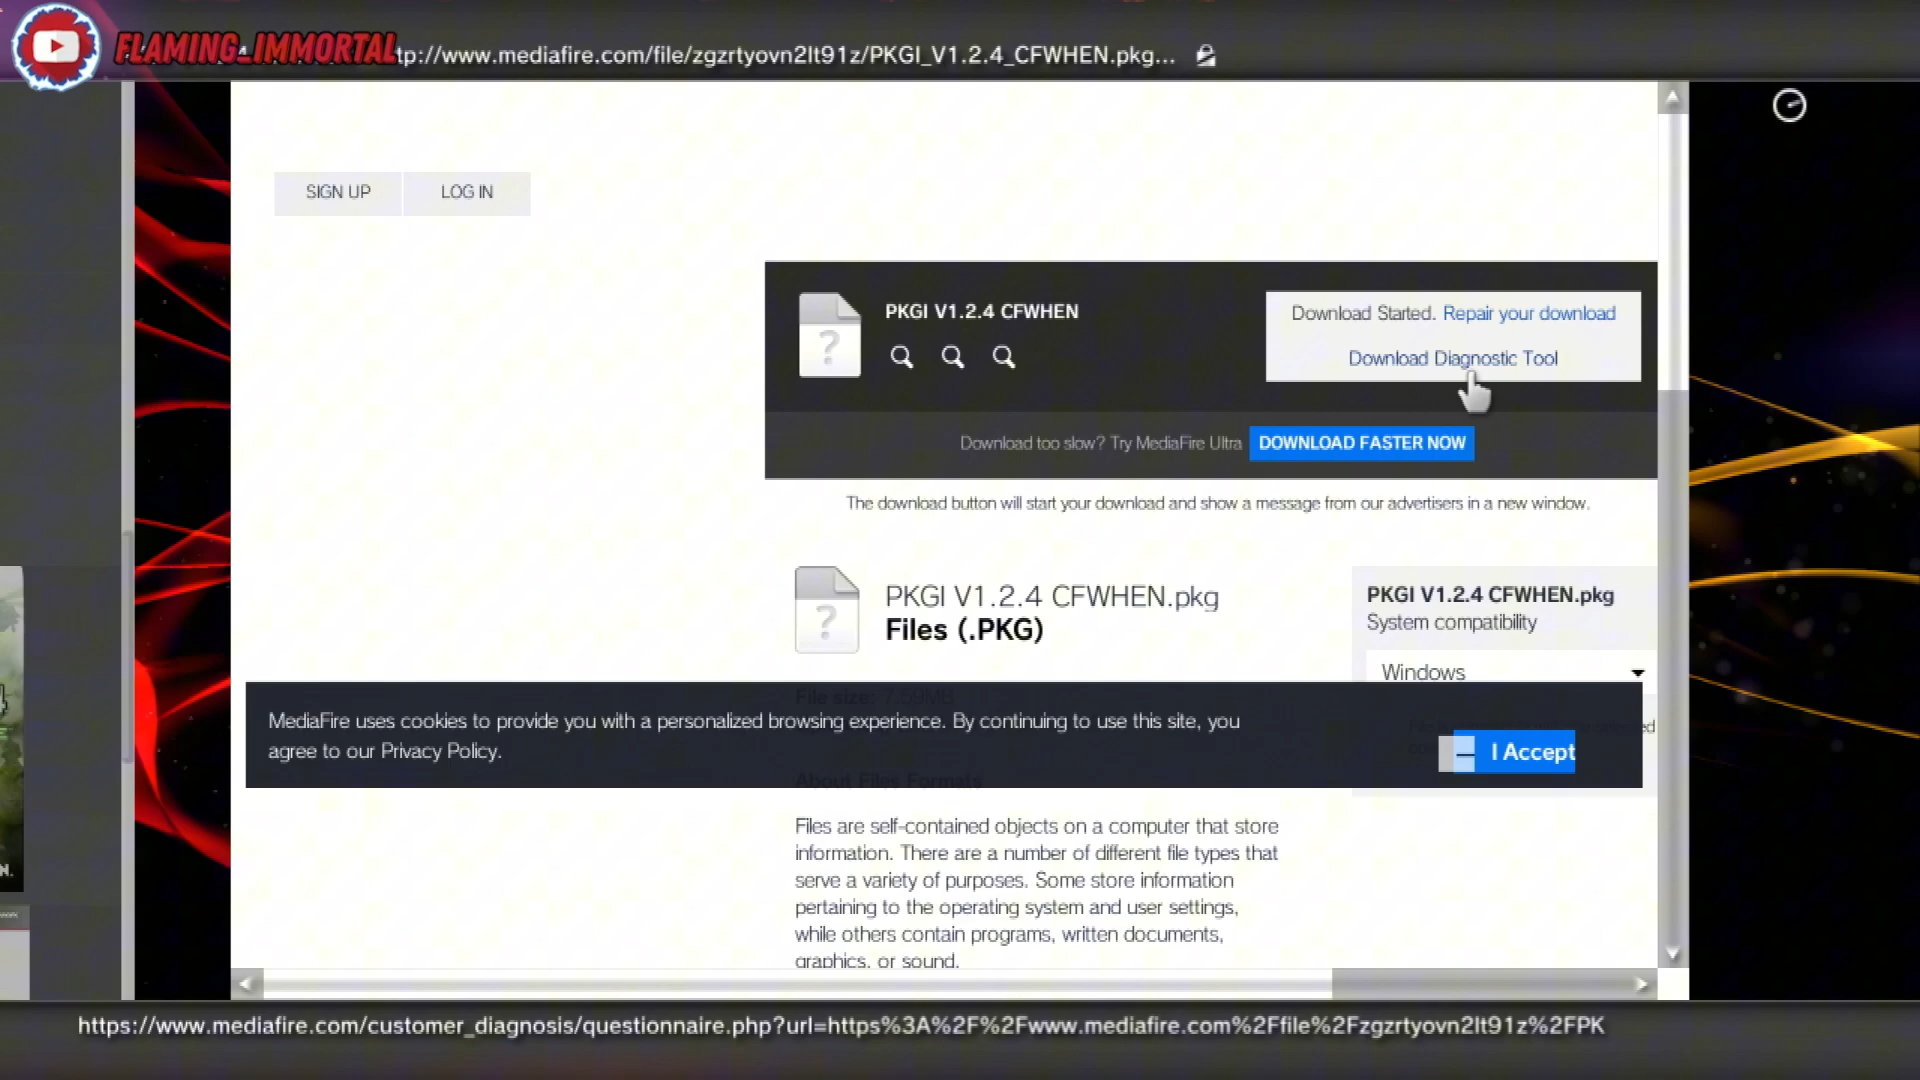 FLAMING_IMMORTAL
tp://www.mediafire.com/file/zgzrtyovn2lt91z/PKGI_V1.2.4_CFWHEN.pkg...
SIGN UP
LOG IN
PKGI V1.2.4 CFWHEN
Download Started. Repair your download
Download Diagnostic Tool
Download too slow? Try MediaFire Ultra
DOWNLOAD FASTER NOW
The download button will start your download and show a message from our advertisers in a new window.
PKGI V1.2.4 CFWHEN.pkg
Files (.PKG)
PKGI V1.2.4 CFWHEN.pkg
System compatibility
Windows
File size:
MediaFire uses cookies to provide you with a personalized browsing experience. By continuing to use this site, you
agree to our Privacy Policy.
I Accept
About Files Formats
Files are self-contained objects on a computer that store
information. There are a number of different file types that
serve a variety of purposes. Some store information
pertaining to the operating system and user settings,
while others contain programs, written documents,
graphics, or sound.
N.
https://www.mediafire.com/customer_diagnosis/questionnaire.php?url=https%3A%2F%2Fwww.mediafire.com%2Ffile%2Fzgzrtyovn2lt91z%2FPK